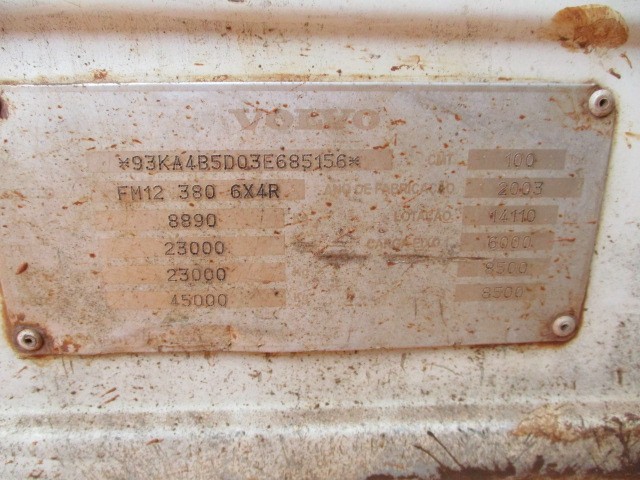 VOLVO
*93KA4B5D03E685156* CMT 100
FM12 380 6X4R ANO DE FABRICAÇÃO 2003
8890 LOTAÇÃO 14110
23000 CARGA EIXO 6000
23000 8500
45000 8500